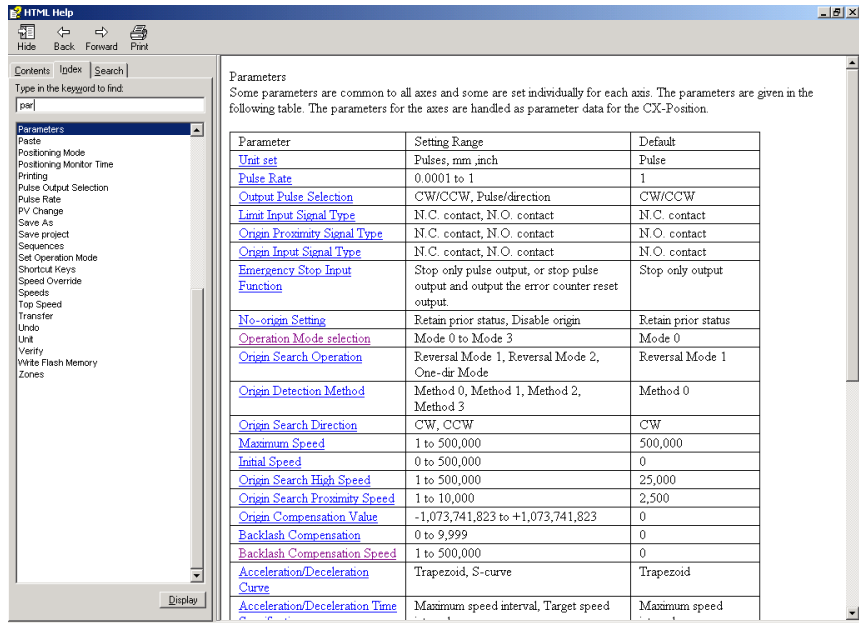 HTML Help
Hide Back Forward Print
Contents Index Search
Type in the keyword to find:
par
Parameters
Paste
Positioning Mode
Positioning Monitor Time
Printing
Pulse Output Selection
Pulse Rate
PV Change
Save As
Save project
Sequences
Set Operation Mode
Shortcut Keys
Speed Override
Speeds
Top Speed
Transfer
Undo
Unit
Verify
Write Flash Memory
Zones
Display
Parameters
Some parameters are common to all axes and some are set individually for each axis. The parameters are given in the
following table. The parameters for the axes are handled as parameter data for the CX-Position.
Parameter Setting Range Default
Unit set Pulses, mm ,inch Pulse
Pulse Rate 0.0001 to 1 1
Output Pulse Selection CW/CCW, Pulse/direction CW/CCW
Limit Input Signal Type N.C. contact, N.O. contact N.C. contact
Origin Proximity Signal Type N.C. contact, N.O. contact N.O. contact
Origin Input Signal Type N.C. contact, N.O. contact N.O. contact
Emergency Stop Input Stop only pulse output, or stop pulse Stop only output
Function output and output the error counter reset
output.
No-origin Setting Retain prior status, Disable origin Retain prior status
Operation Mode selection Mode 0 to Mode 3 Mode 0
Origin Search Operation Reversal Mode 1, Reversal Mode 2, Reversal Mode 1
One-dir Mode
Origin Detection Method Method 0, Method 1, Method 2, Method 0
Method 3
Origin Search Direction CW, CCW CW
Maximum Speed 1 to 500,000 500,000
Initial Speed 0 to 500,000 0
Origin Search High Speed 1 to 500,000 25,000
Origin Search Proximity Speed 1 to 10,000 2,500
Origin Compensation Value -1,073,741,823 to +1,073,741,823 0
Backlash Compensation 0 to 9,999 0
Backlash Compensation Speed 1 to 500,000 0
Acceleration/Deceleration Trapezoid, S-curve Trapezoid
Curve
Acceleration/Deceleration Time Maximum speed interval, Target speed Maximum speed